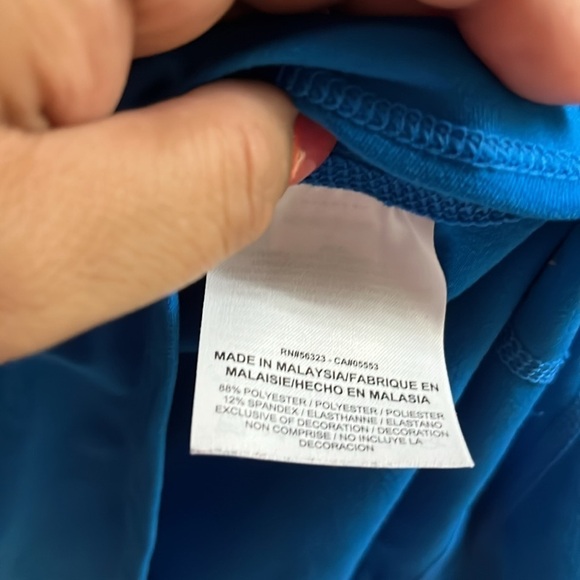 RN#56323 - CA#05553
MADE IN MALAYSIA/FABRIQUE EN
MALAISIE/HECHO EN MALASIA
88% POLYESTER / POLYESTER / POLIESTER
12% SPANDEX / ELASTHANNE / ELASTANO
EXCLUSIVE OF DECORATION / DECORATION
NON COMPRISE / NO INCLUYE LA
DECORACION